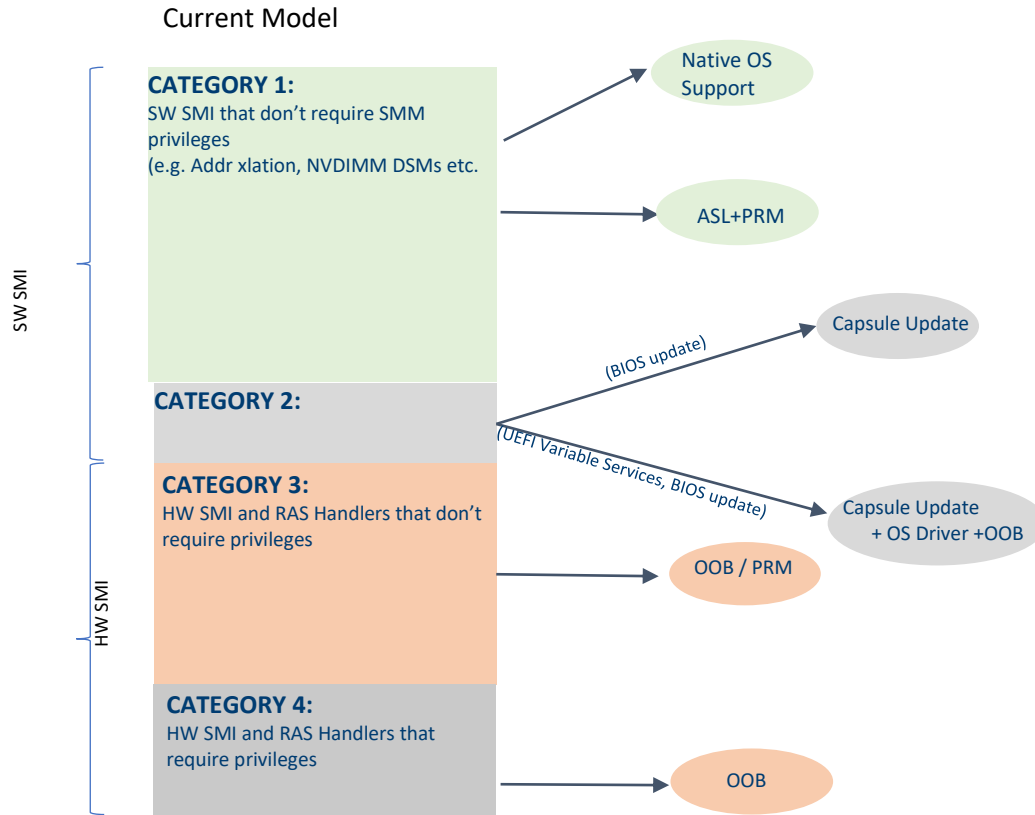 Current Model
CATEGORY 1:
SW SMI that don't require SMM
privileges
(e.g. Addr xlation, NVDIMM DSMs etc.
Native OS
Support
ASL+PRM
SW SMI
CATEGORY 2:
(BIOS update)
Capsule Update
(UEFI Variable Services, BIOS update)
Capsule Update
+ OS Driver +OOB
HW SMI
CATEGORY 3:
HW SMI and RAS Handlers that don't
require privileges
OOB / PRM
CATEGORY 4:
HW SMI and RAS Handlers that
require privileges
OOB